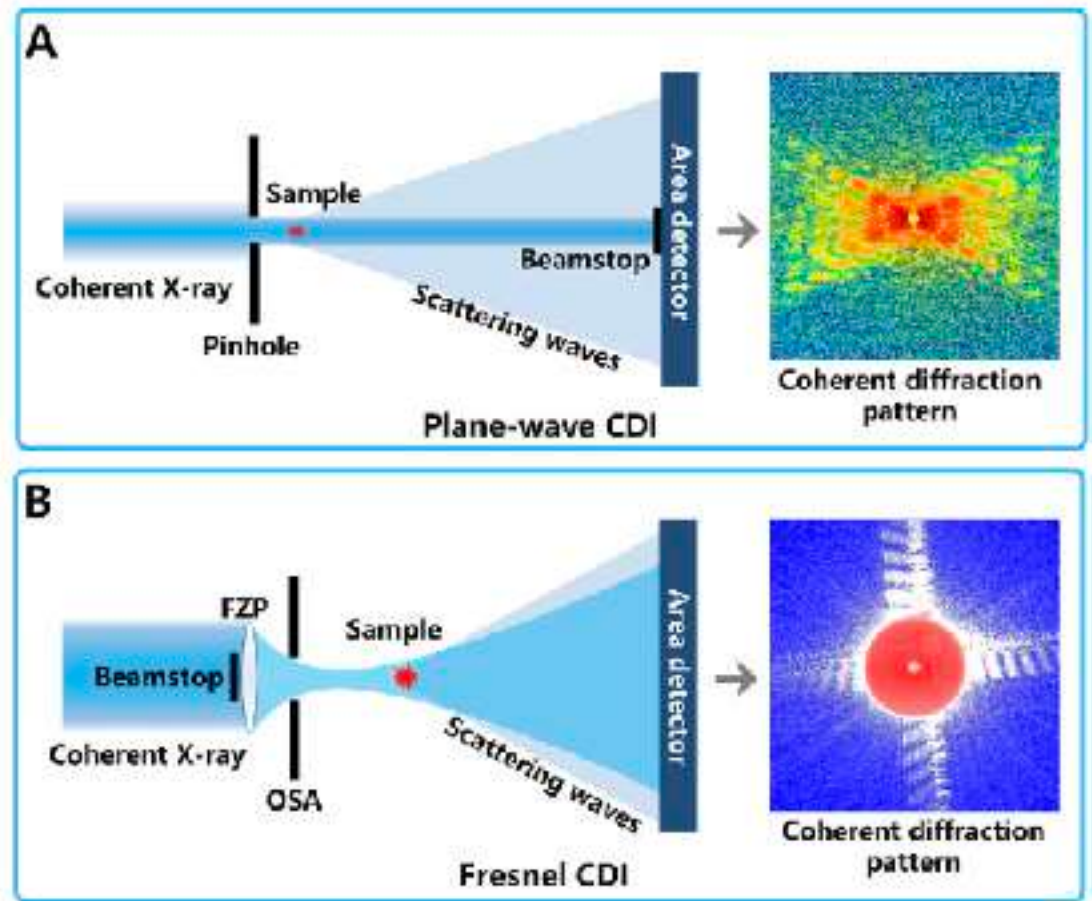 A
Sample
Area detector
Beamstop
Coherent X-ray
Scattering waves
Pinhole
Coherent diffraction
pattern
Plane-wave CDI
B
FZP
Sample
Area detector
Beamstop
Coherent X-ray
Scattering waves
OSA
Coherent diffraction
pattern
Fresnel CDI